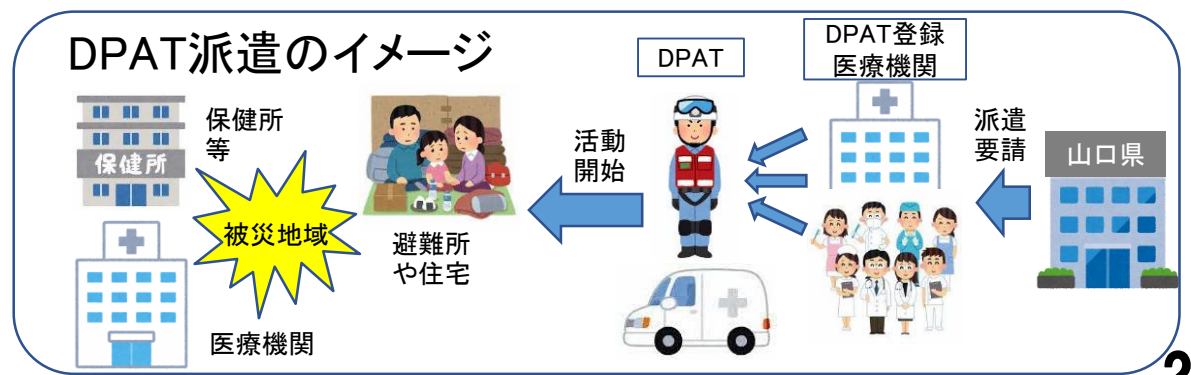 DPAT派遣のイメージ
保健所
等
保健所
被災地域
医療機関
避難所
や住宅
活動
開始
DPAT
DPAT登録
医療機関
派遣
要請
山口県
2